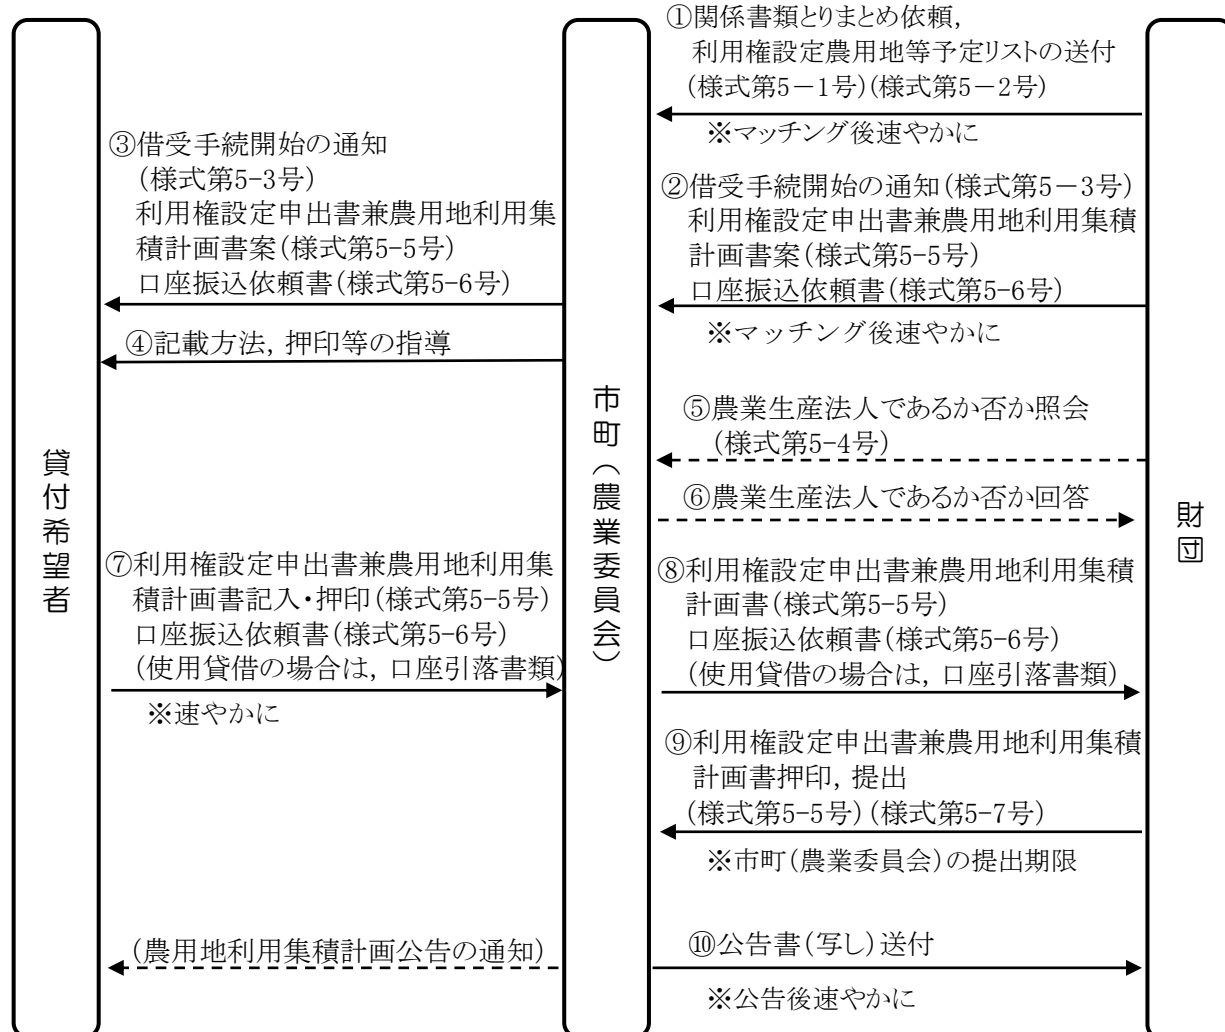 ①関係書類とりまとめ依頼,
利用権設定農用地等予定リストの送付
(様式第5－1号)(様式第5－2号)
※マッチング後速やかに
②借受手続開始の通知(様式第5－3号)
利用権設定申出書兼農用地利用集積
計画書案(様式第5-5号)
口座振込依頼書(様式第5-6号)
※マッチング後速やかに
③借受手続開始の通知
(様式第5-3号)
利用権設定申出書兼農用地利用集
積計画書案(様式第5-5号)
口座振込依頼書(様式第5-6号)
④記載方法, 押印等の指導
⑤農業生産法人であるか否か照会
(様式第5-4号)
⑥農業生産法人であるか否か回答
貸付希望者
市町(農業委員会)
財団
⑦利用権設定申出書兼農用地利用集
積計画書記入・押印(様式第5-5号)
口座振込依頼書(様式第5-6号)
(使用貸借の場合は, 口座引落書類)
※速やかに
⑧利用権設定申出書兼農用地利用集積
計画書(様式第5-5号)
口座振込依頼書(様式第5-6号)
(使用貸借の場合は, 口座引落書類)
⑨利用権設定申出書兼農用地利用集積
計画書押印, 提出
(様式第5-5号)(様式第5-7号)
※市町(農業委員会)の提出期限
(農用地利用集積計画公告の通知)
⑩公告書(写し)送付
※公告後速やかに